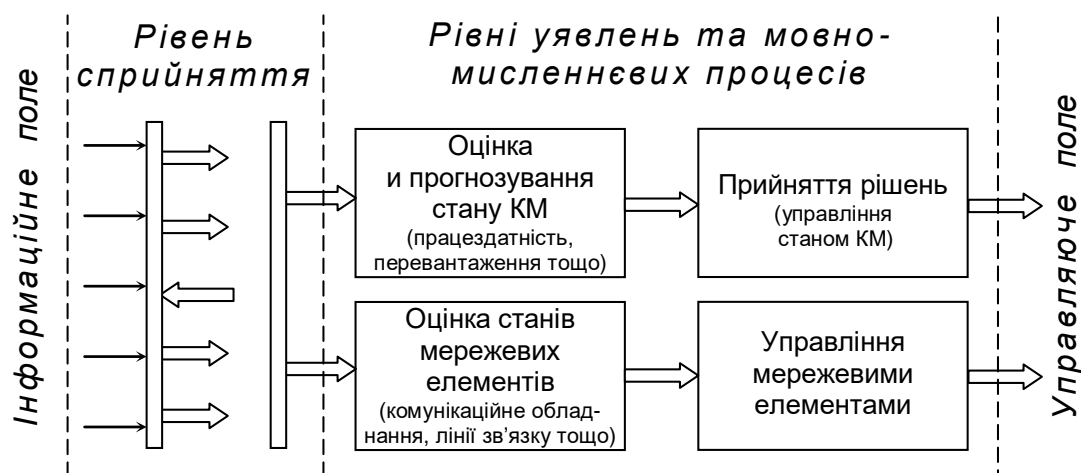 Інформаційне поле
Рівень
сприйняття
Рівні уявлень та мовно-
мисленнєвих процесів
Оцінка
и прогнозування
стану КМ
(працездатність,
перевантаження тощо)
Прийняття рішень
(управління
станом КМ)
Оцінка станів
мережевих
елементів
(комунікаційне облад-
нання, лінії зв’язку тощо)
Управління
мережевими
елементами
Управляюче поле